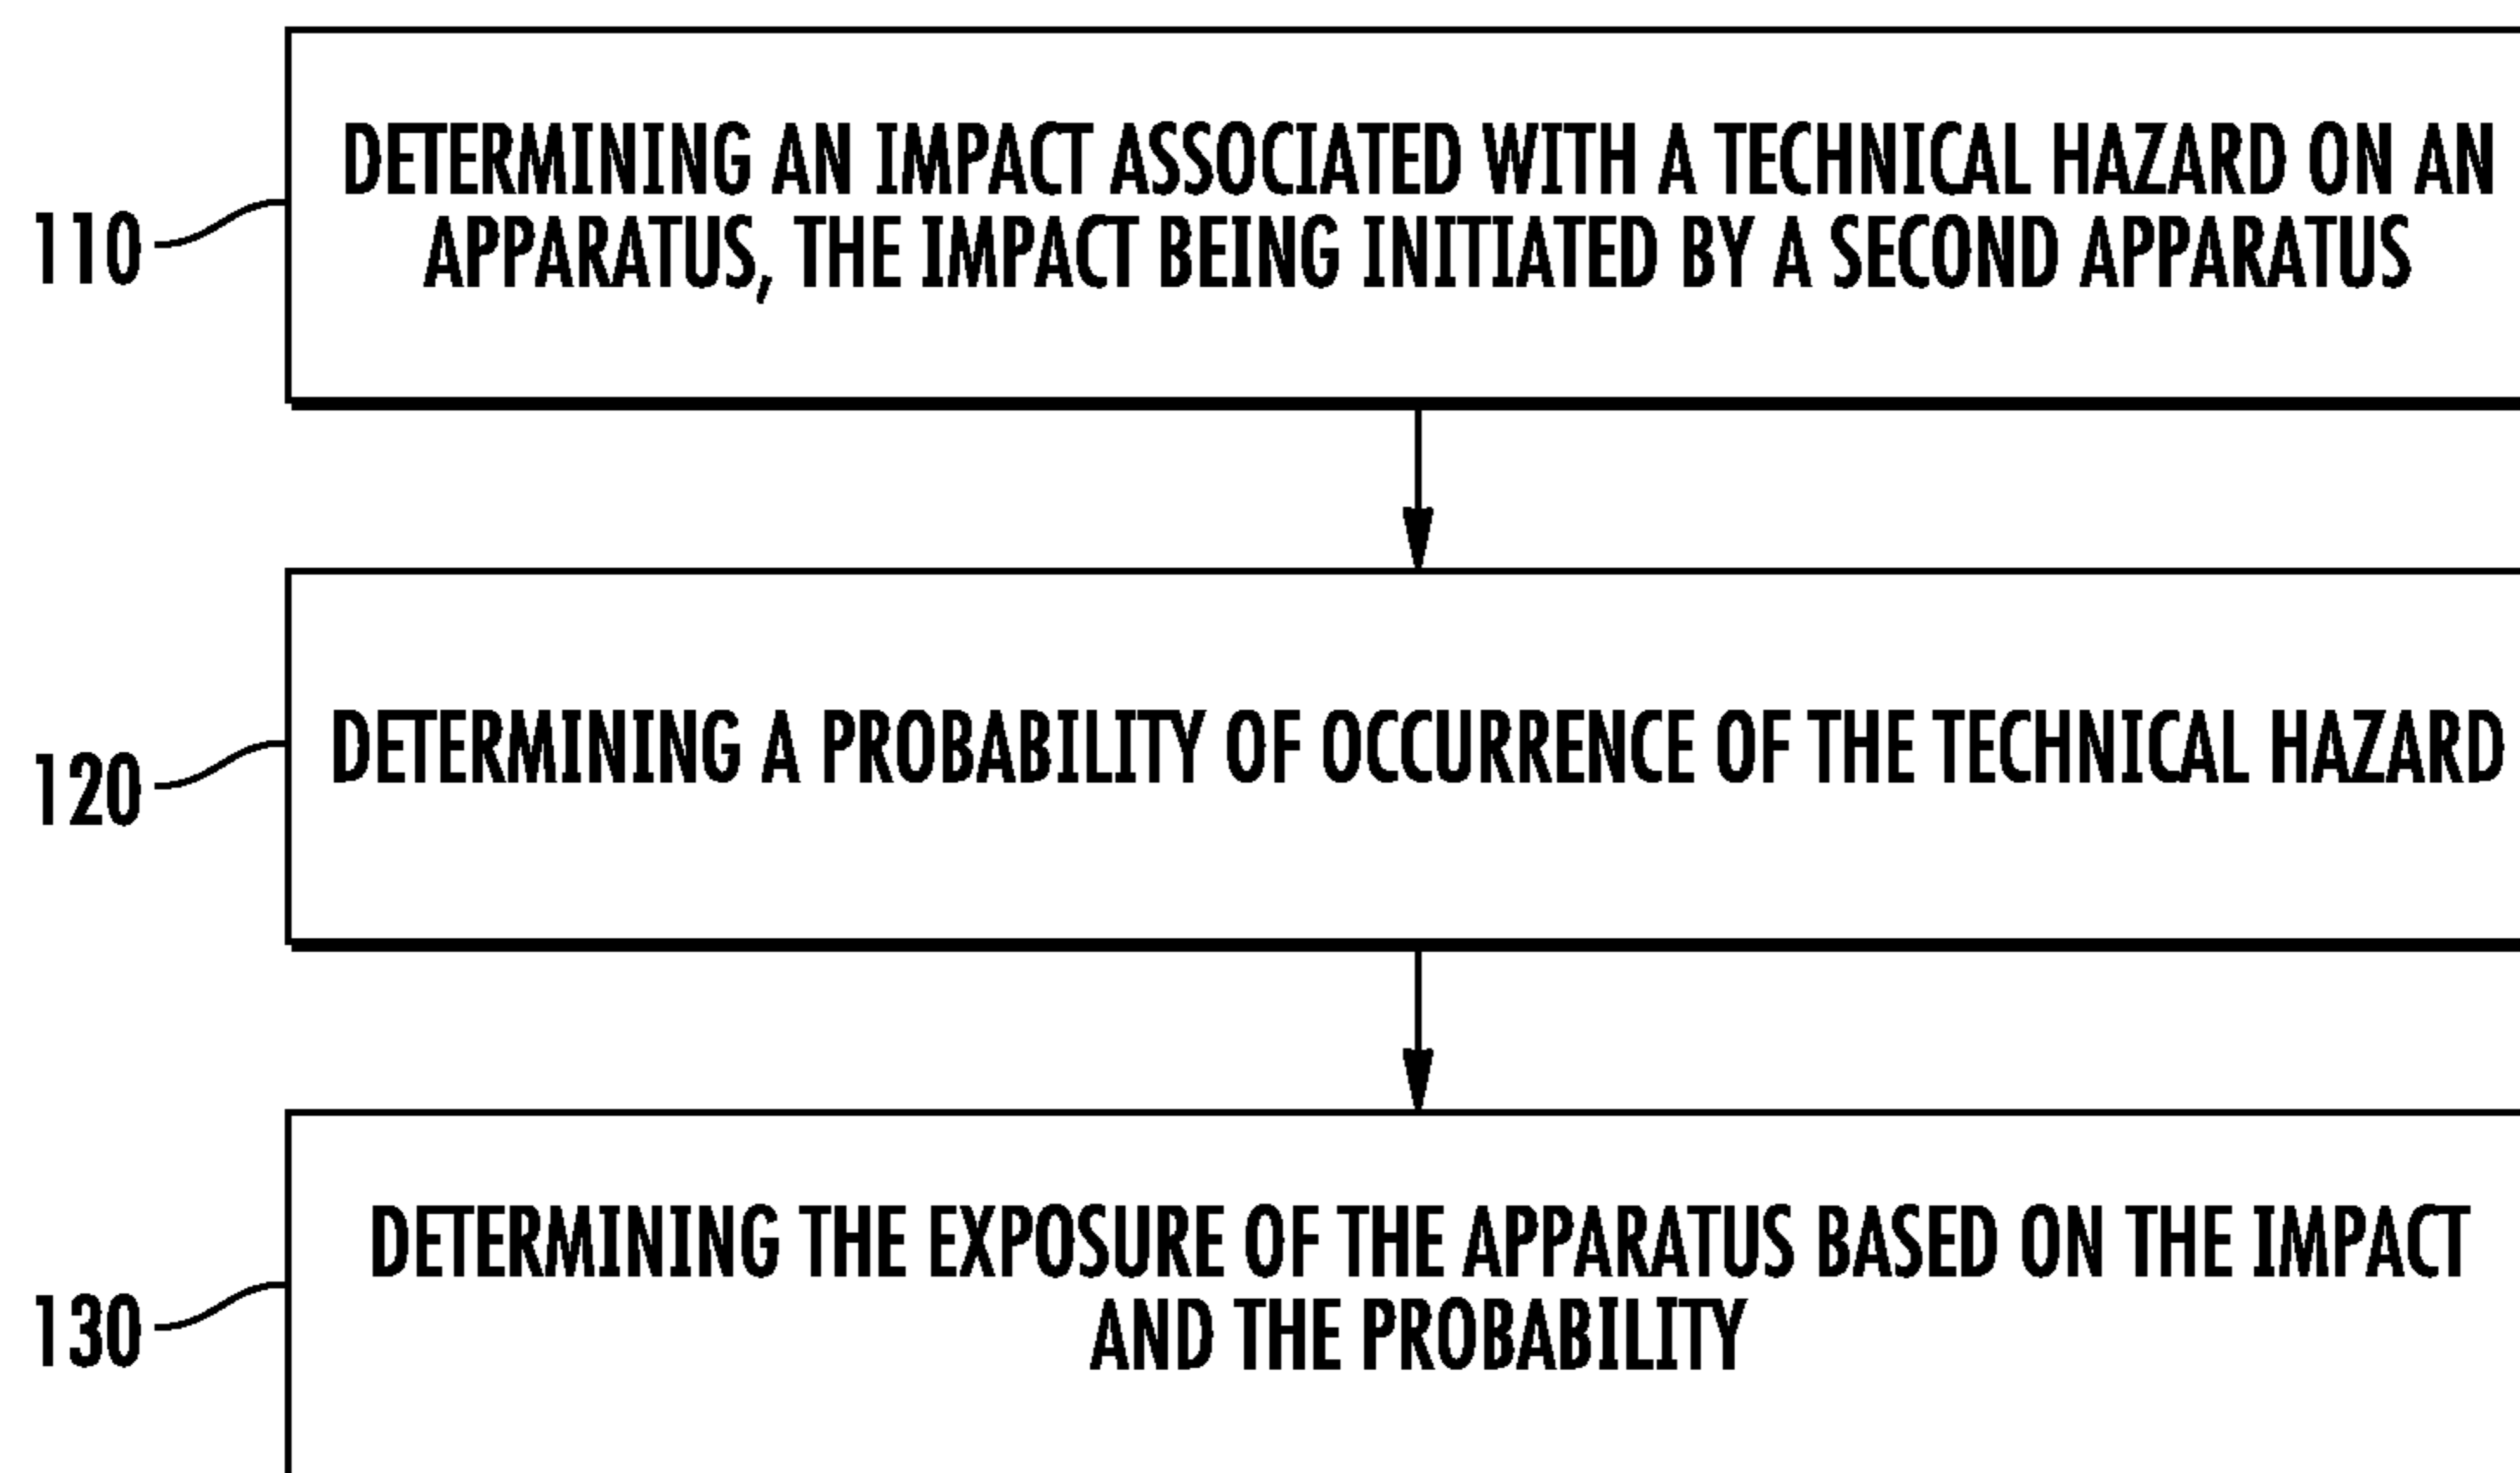 DETERMINING AN IMPACT ASSOCIATED WITH A TECHNICAL HAZARD ON AN
APPARATUS, THE IMPACT BEING INITIATED BY A SECOND APPARATUS
110
DETERMINING A PROBABILITY OF OCCURRENCE OF THE TECHNICAL HAZARD
120
DETERMINING THE EXPOSURE OF THE APPARATUS BASED ON THE IMPACT
AND THE PROBABILITY
130